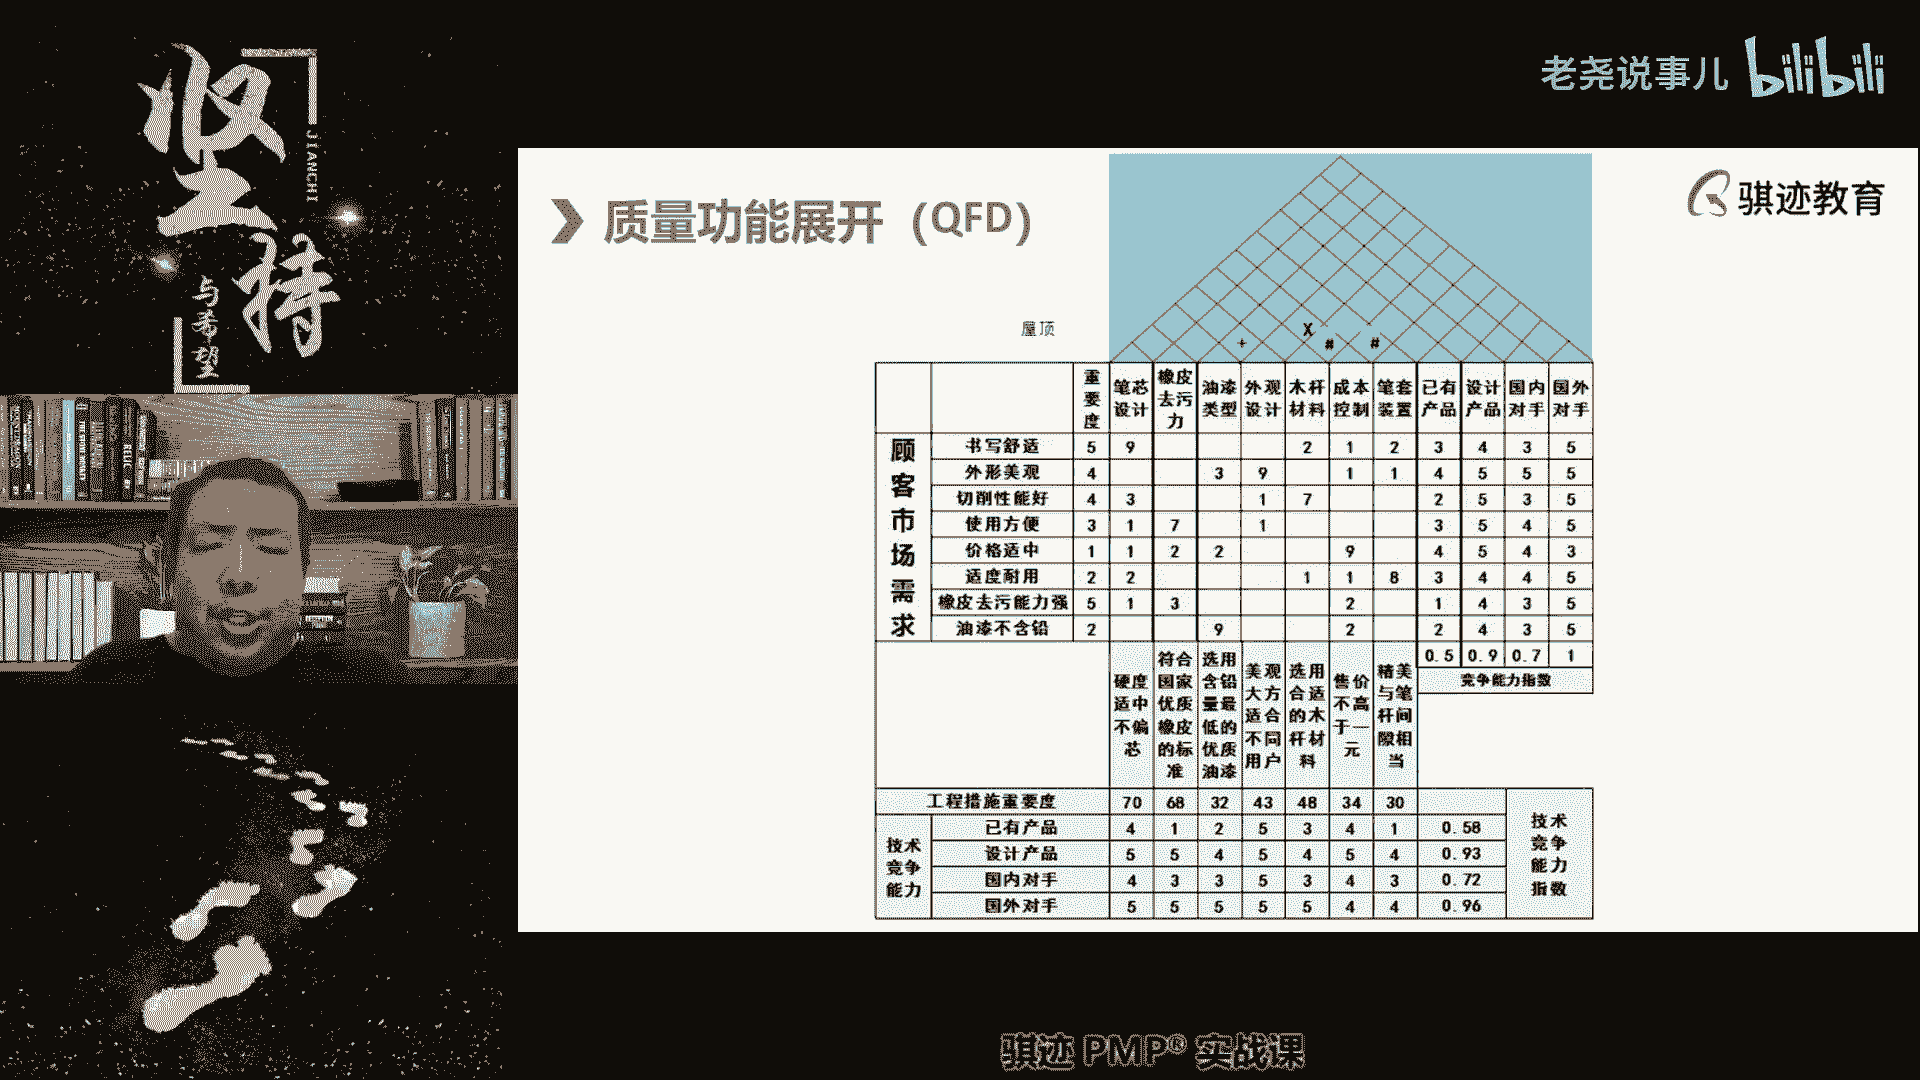 坚持
JIANCHI
与希望
老尧说事儿 bilibili
质量功能展开（QFD）
骐迹教育
屋顶
+ X # #
重要度 笔芯设计 橡皮去污力 油漆类型 外观设计 木杆材料 成本控制 笔套装置 已有产品 设计产品 国内对手 国外对手
顾客市场需求
书写舒适 5 9 2 1 2 3 4 3 5
外形美观 4 3 9 1 1 4 5 5 5
切削性能好 4 3 1 7 2 5 3 5
使用方便 3 1 7 1 3 5 4 5
价格适中 1 1 2 2 9 4 5 4 3
适度耐用 2 2 1 1 8 3 4 4 5
橡皮去污能力强 5 1 3 2 1 4 3 5
油漆不含铅 2 9 2 2 4 3 5
0.5 0.9 0.7 1
竞争能力指数
硬度适中不偏芯 符合国家优质橡皮的标准 选用含铅量最低的优质油漆 美观大方适合不同用户 选用合适的木杆材料 售价不高于一元 精美与笔杆间隙相当
工程措施重要度 70 68 32 43 48 34 30
技术竞争能力
已有产品 4 1 2 5 3 4 1 0.58
设计产品 5 5 4 5 4 5 4 0.93
国内对手 4 3 3 5 3 4 3 0.72
国外对手 5 5 5 5 5 4 4 0.96
技术竞争能力指数
骐迹 PMP® 实战课